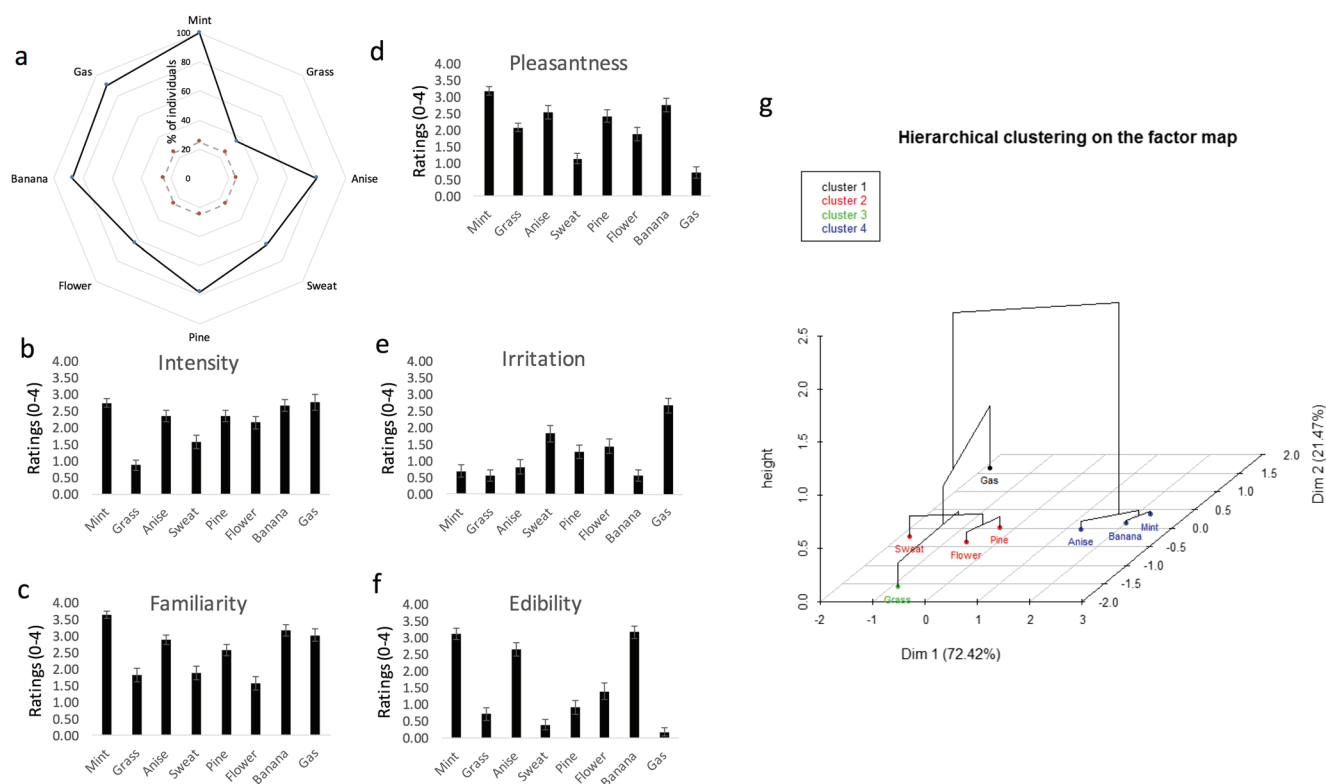 a
Mint
100
80
60
40
20
0
% of individuals
Gas
Grass
Banana
Anise
Flower
Sweat
Pine
b
Intensity
Ratings (0-4)
4.00
3.50
3.00
2.50
2.00
1.50
1.00
0.50
0.00
Mint
Grass
Anise
Sweat
Pine
Flower
Banana
Gas
c
Familiarity
Ratings (0-4)
4.00
3.50
3.00
2.50
2.00
1.50
1.00
0.50
0.00
Mint
Grass
Anise
Sweat
Pine
Flower
Banana
Gas
d
Pleasantness
Ratings (0-4)
4.00
3.50
3.00
2.50
2.00
1.50
1.00
0.50
0.00
Mint
Grass
Anise
Sweat
Pine
Flower
Banana
Gas
e
Irritation
Ratings (0-4)
4.00
3.50
3.00
2.50
2.00
1.50
1.00
0.50
0.00
Mint
Grass
Anise
Sweat
Pine
Flower
Banana
Gas
f
Edibility
Ratings (0-4)
4.00
3.50
3.00
2.50
2.00
1.50
1.00
0.50
0.00
Mint
Grass
Anise
Sweat
Pine
Flower
Banana
Gas
g
Hierarchical clustering on the factor map
cluster 1
cluster 2
cluster 3
cluster 4
height
2.5
2.0
1.5
1.0
0.5
0.0
Gas
Sweat
Flower
Pine
Anise
Banana
Mint
Grass
-2
-1
0
1
2
3
Dim 1 (72.42%)
2.0
1.5
1.0
0.5
0.0
-0.5
-1.0
-1.5
-2.0
Dim 2 (21.47%)